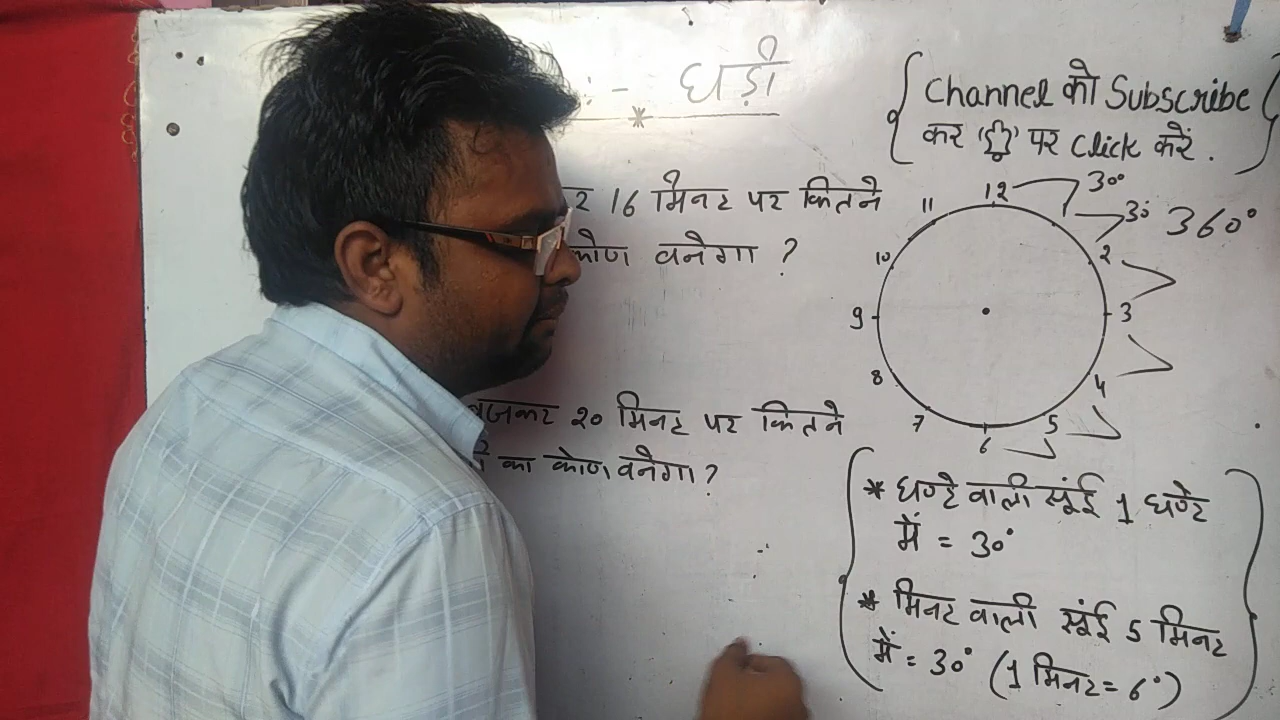 :- घड़ी
*
{ Channel को Subscribe
कर '🔔' पर Click करें. }
16 मिनट पर कितने
कोण बनेगा ?
बजकर 20 मिनट पर कितने
का कोण बनेगा ?
12
11
10
9
8
7
6
5
4
3
2
30°
30°
360°
* घण्टे वाली सूंई 1 घण्टे
में = 30°
* मिनट वाली सूंई 5 मिनट
में = 30° (1 मिनट = 6°)